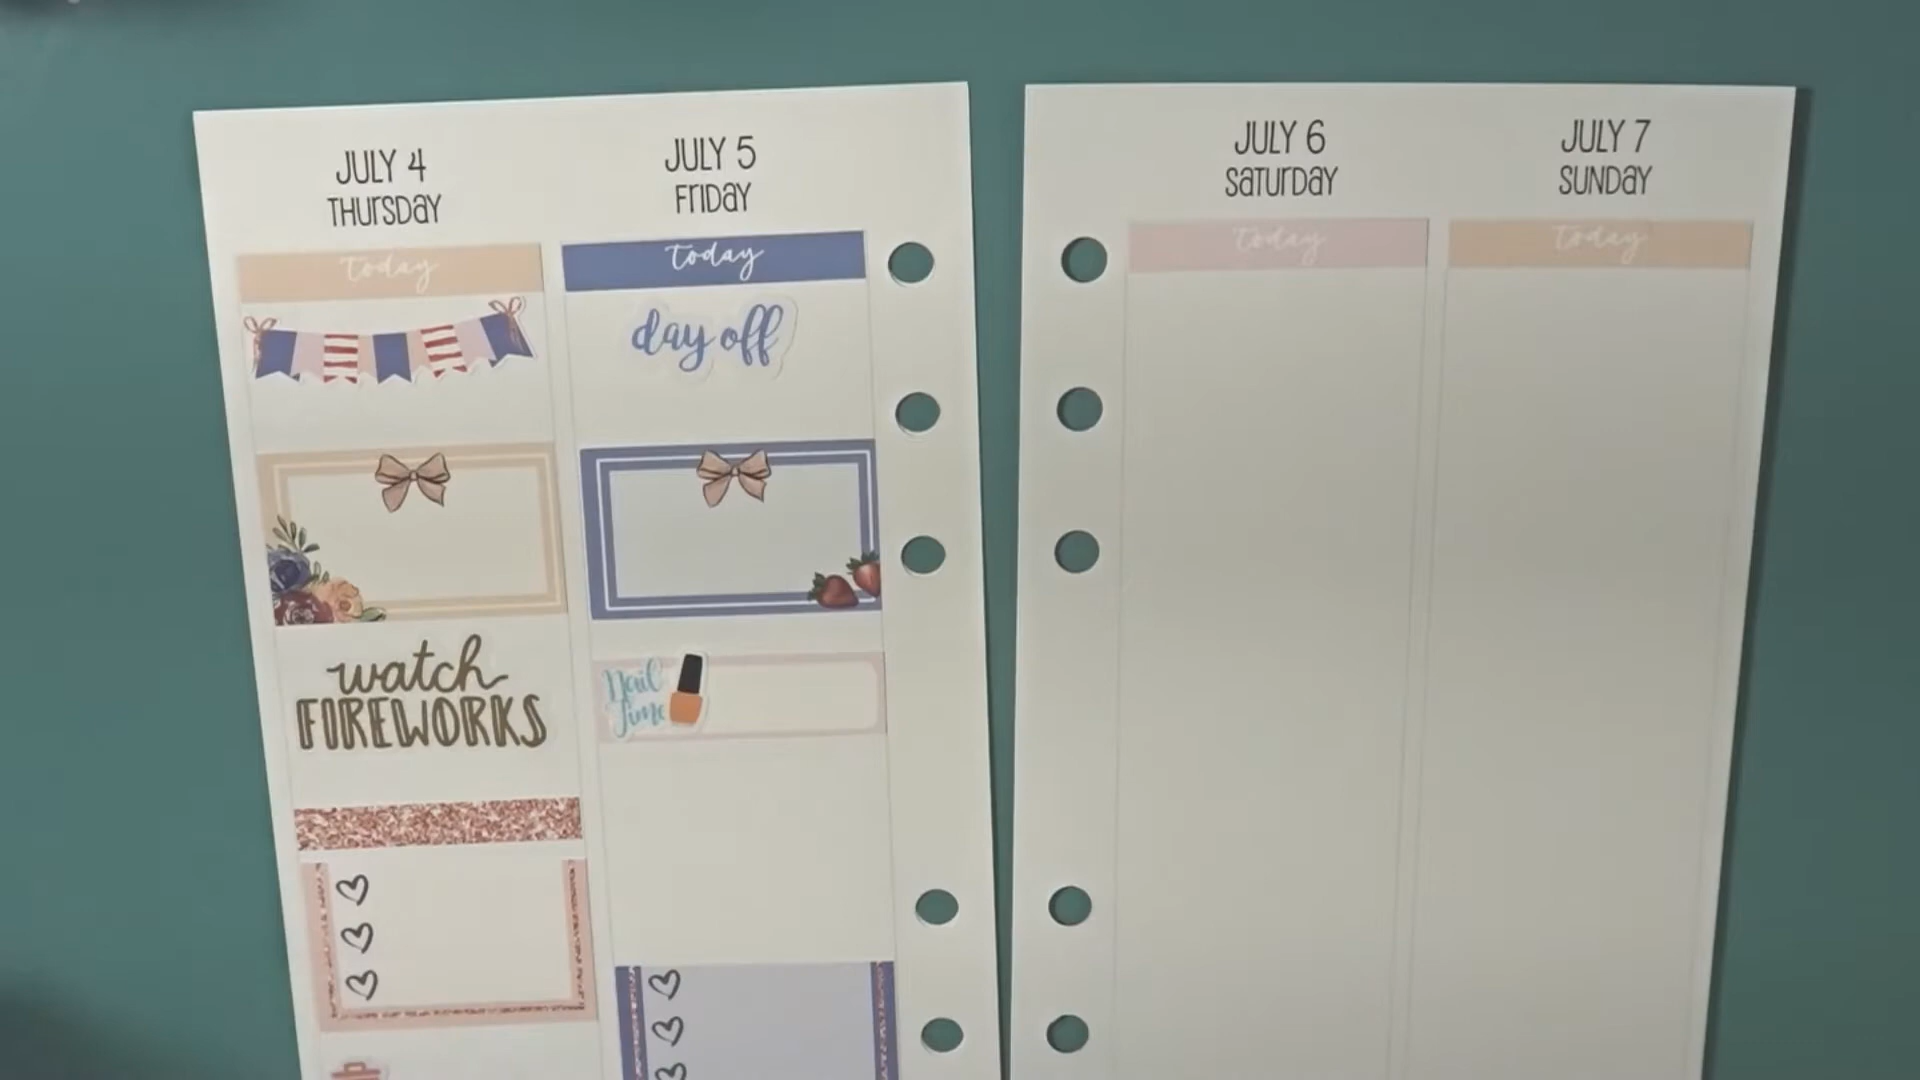 JULY 4
THURSDAY
today
watch
FIREWORKS
JULY 5
FRIDAY
today
day off
Nail
Time
JULY 6
SATURDAY
today
JULY 7
SUNDAY
today